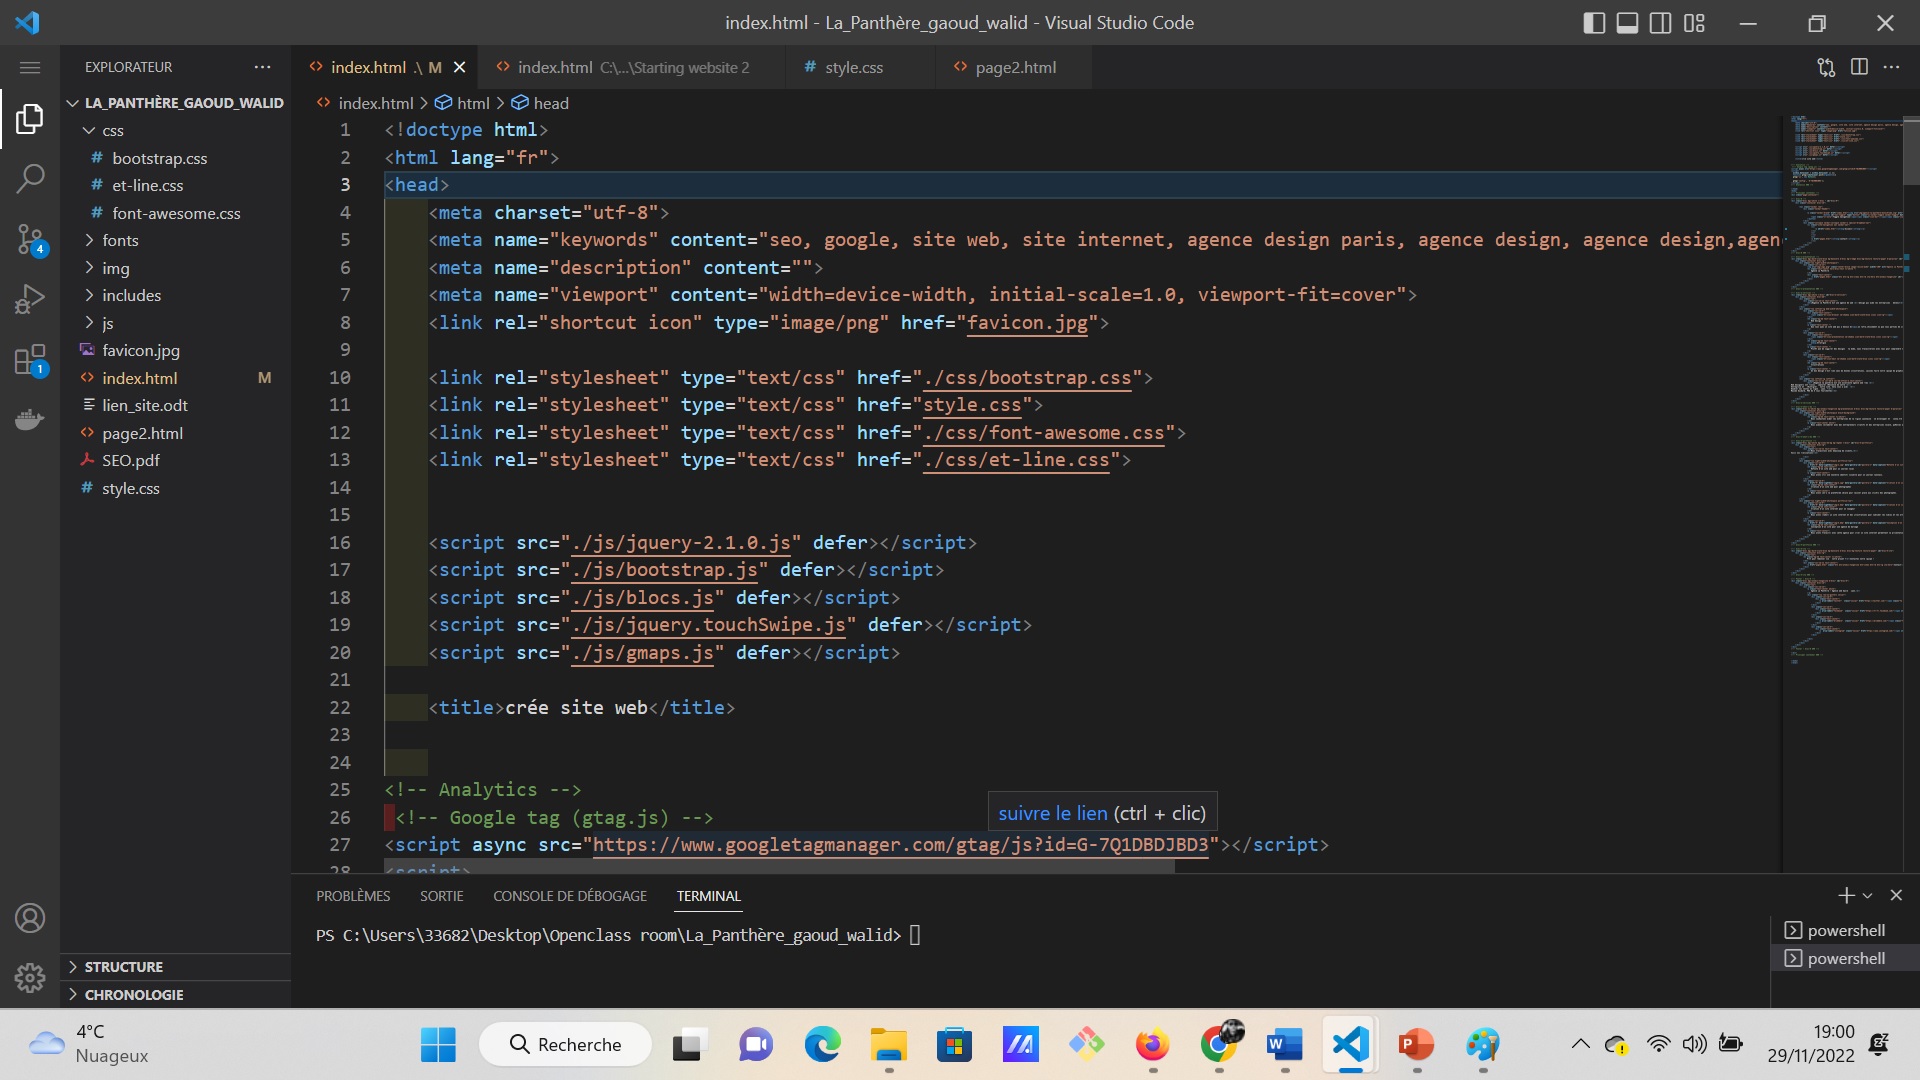 index.html - La_Panthère_gaoud_walid - Visual Studio Code
EXPLORATEUR
index.html .\ M
index.html C:\...\Starting website 2
style.css
page2.html
LA_PANTHÈRE_GAOUD_WALID
css
bootstrap.css
et-line.css
font-awesome.css
fonts
img
includes
js
favicon.jpg
index.html M
lien_site.odt
page2.html
SEO.pdf
style.css
4
1
STRUCTURE
CHRONOLOGIE
index.html > html > head
1 <!doctype html>
2 <html lang="fr">
3 <head>
4 <meta charset="utf-8">
5 <meta name="keywords" content="seo, google, site web, site internet, agence design paris, agence design, agence design,agen
6 <meta name="description" content="">
7 <meta name="viewport" content="width=device-width, initial-scale=1.0, viewport-fit=cover">
8 <link rel="shortcut icon" type="image/png" href="favicon.jpg">
9
10 <link rel="stylesheet" type="text/css" href="./css/bootstrap.css">
11 <link rel="stylesheet" type="text/css" href="style.css">
12 <link rel="stylesheet" type="text/css" href="./css/font-awesome.css">
13 <link rel="stylesheet" type="text/css" href="./css/et-line.css">
14
15
16 <script src="./js/jquery-2.1.0.js" defer></script>
17 <script src="./js/bootstrap.js" defer></script>
18 <script src="./js/blocs.js" defer></script>
19 <script src="./js/jquery.touchSwipe.js" defer></script>
20 <script src="./js/gmaps.js" defer></script>
21
22 <title>crée site web</title>
23
24
25 <!-- Analytics -->
26 <!-- Google tag (gtag.js) -->
suivre le lien (ctrl + clic)
27 <script async src="https://www.googletagmanager.com/gtag/js?id=G-7Q1DBDJBD3"></script>
28 <script>
PROBLÈMES SORTIE CONSOLE DE DÉBOGAGE TERMINAL
PS C:\Users\33682\Desktop\Openclass room\La_Panthère_gaoud_walid>
powershell
powershell
4°C
Nuageux
Recherche
19:00
29/11/2022